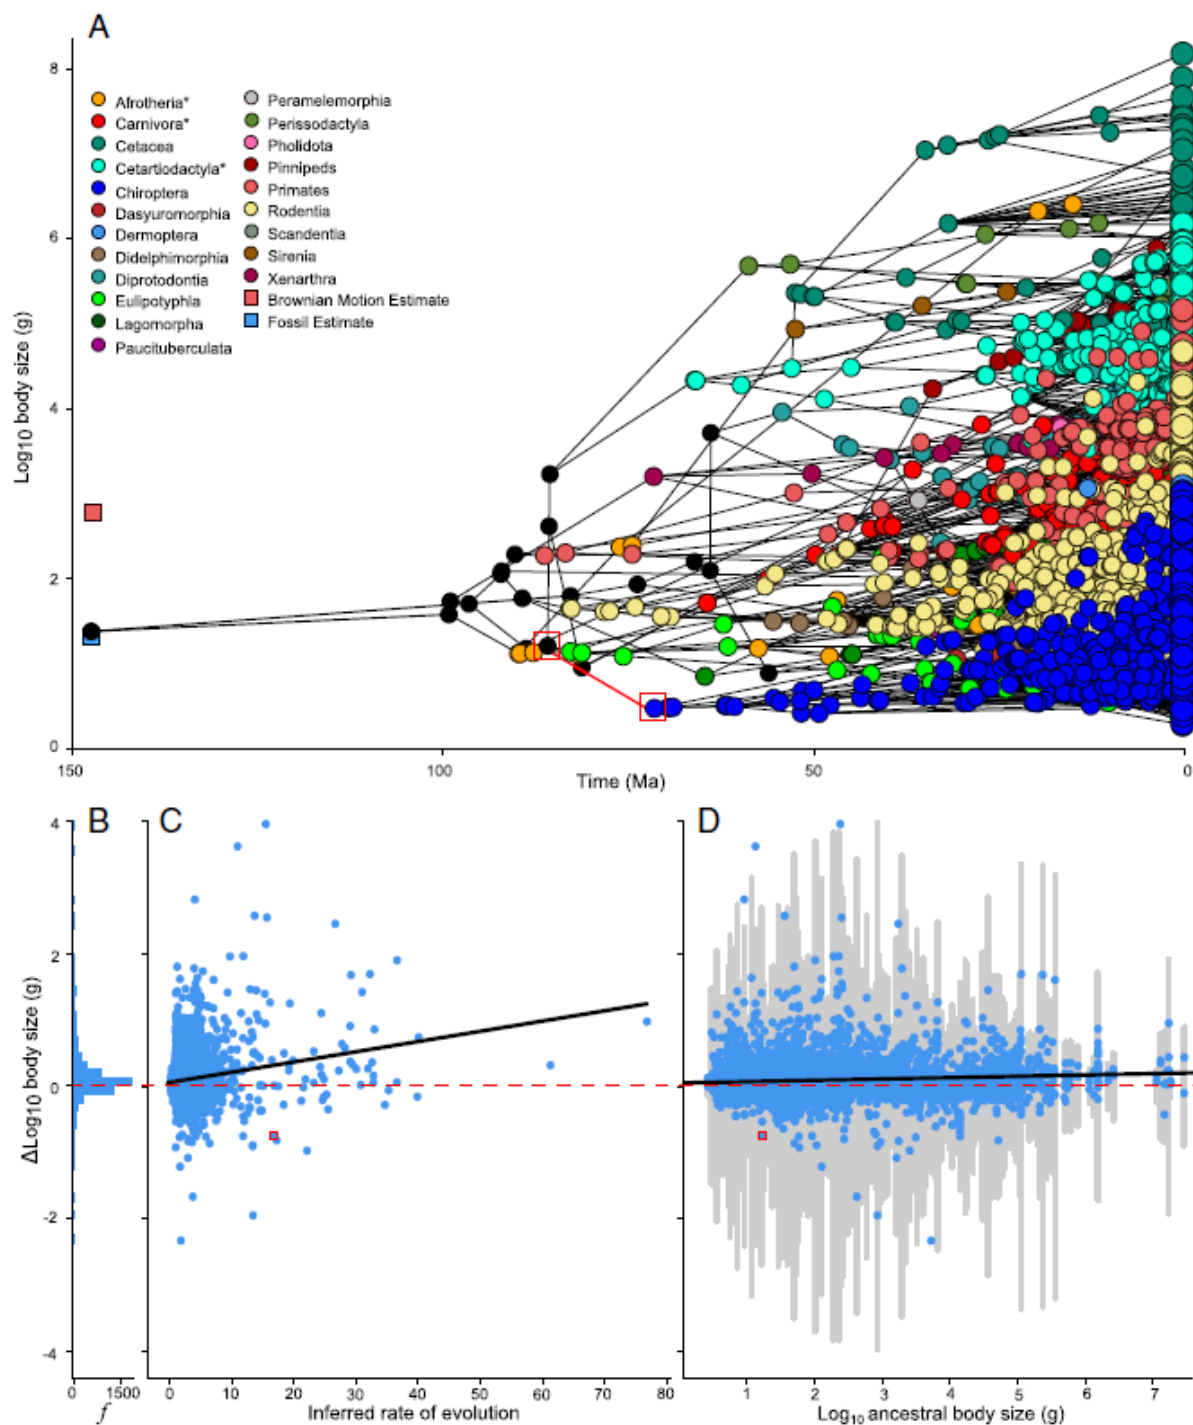 A
8
6
4
2
0
Log10 body size (g)
Afrotheria*
Carnivora*
Cetacea
Cetartiodactyla*
Chiroptera
Dasyuromorphia
Dermoptera
Didelphimorphia
Diprotodontia
Eulipotyphla
Lagomorpha
Paucituberculata
Peramelemorphia
Perissodactyla
Pholidota
Pinnipeds
Primates
Rodentia
Scandentia
Sirenia
Xenarthra
Brownian Motion Estimate
Fossil Estimate
150
100
50
0
Time (Ma)
B
C
D
4
2
0
-2
-4
ΔLog10 body size (g)
0 1500
f
0 10 20 30 40 50 60 70 80
Inferred rate of evolution
1 2 3 4 5 6 7
Log10 ancestral body size (g)